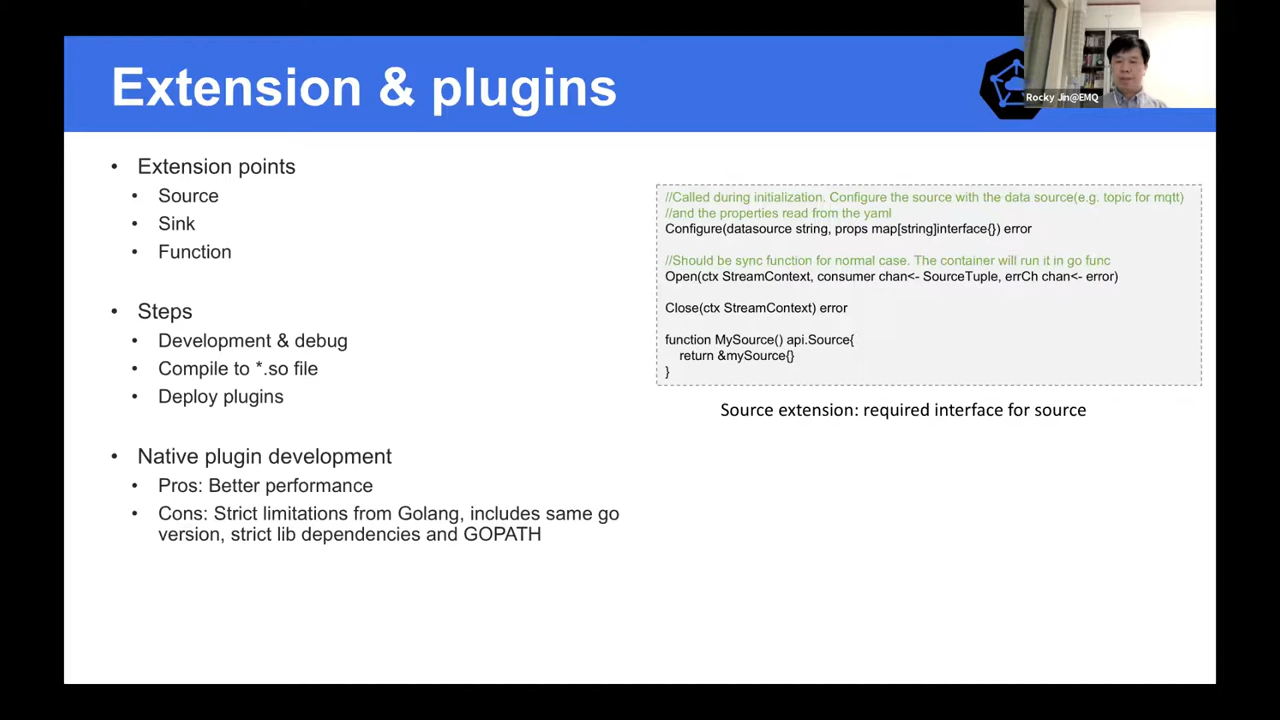 Extension & plugins
Rocky Jin@EMQ
• Extension points
• Source
• Sink
• Function
• Steps
• Development & debug
• Compile to *.so file
• Deploy plugins
• Native plugin development
• Pros: Better performance
• Cons: Strict limitations from Golang, includes same go
version, strict lib dependencies and GOPATH
//Called during initialization. Configure the source with the data source(e.g. topic for mqtt)
//and the properties read from the yaml
Configure(datasource string, props map[string]interface{}) error
//Should be sync function for normal case. The container will run it in go func
Open(ctx StreamContext, consumer chan<- SourceTuple, errCh chan<- error)
Close(ctx StreamContext) error
function MySource() api.Source{
return &mySource{}
}
Source extension: required interface for source